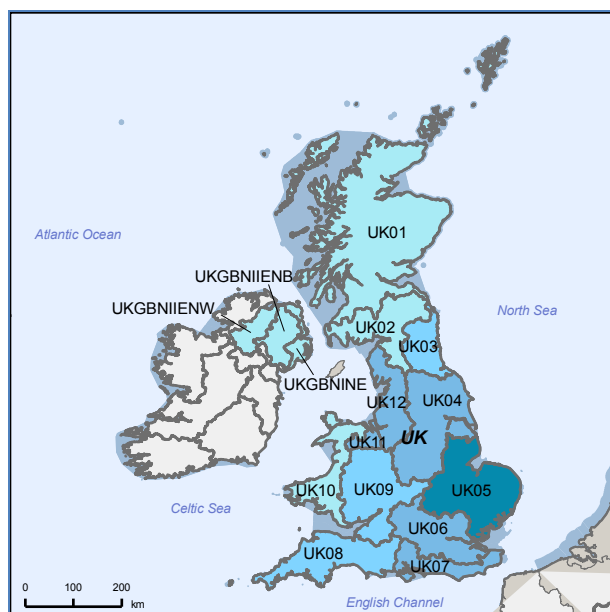 UK01
Atlantic Ocean
UKGBNIIENB
UKGBNIIENW
North Sea
UK02
UK03
UKGBNINE
UK12
UK04
UK11
UK
UK10
UK09
UK05
Celtic Sea
UK06
UK08
UK07
0 100 200
km
English Channel